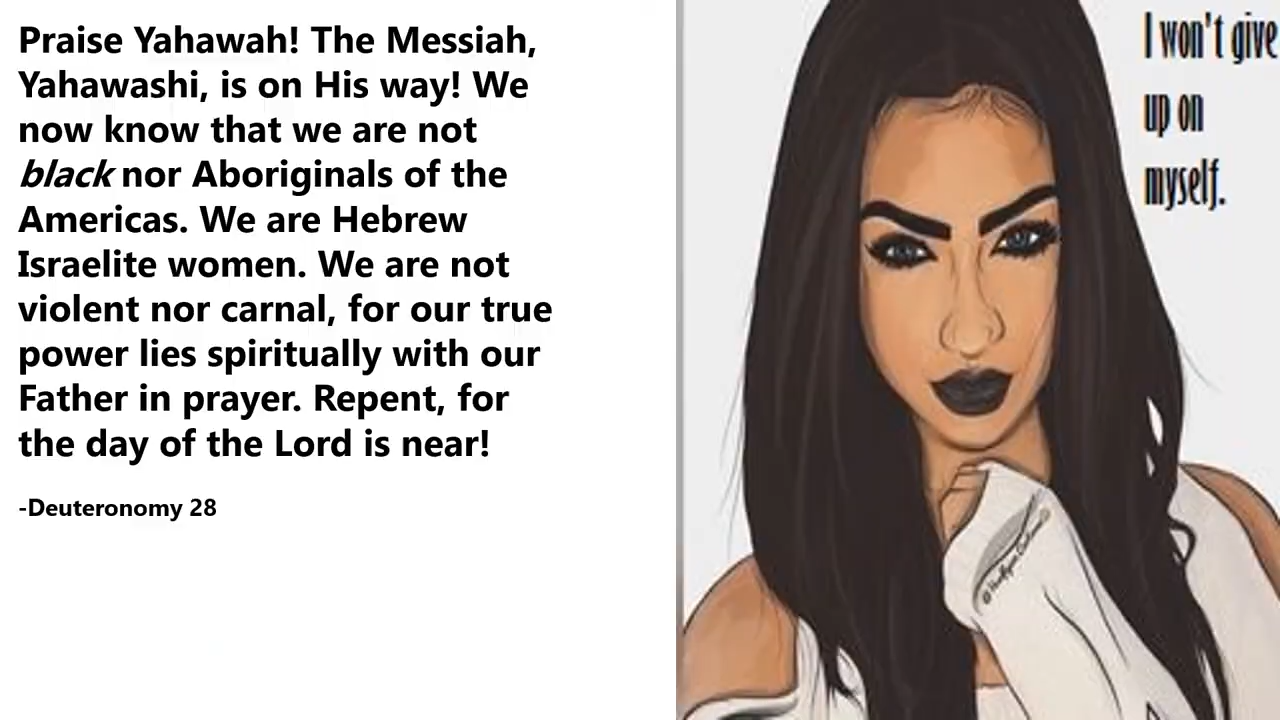 Praise Yahawah! The Messiah,
Yahawashi, is on His way! We
now know that we are not
black nor Aboriginals of the
Americas. We are Hebrew
Israelite women. We are not
violent nor carnal, for our true
power lies spiritually with our
Father in prayer. Repent, for
the day of the Lord is near!
-Deuteronomy 28
I won't give
up on
myself.